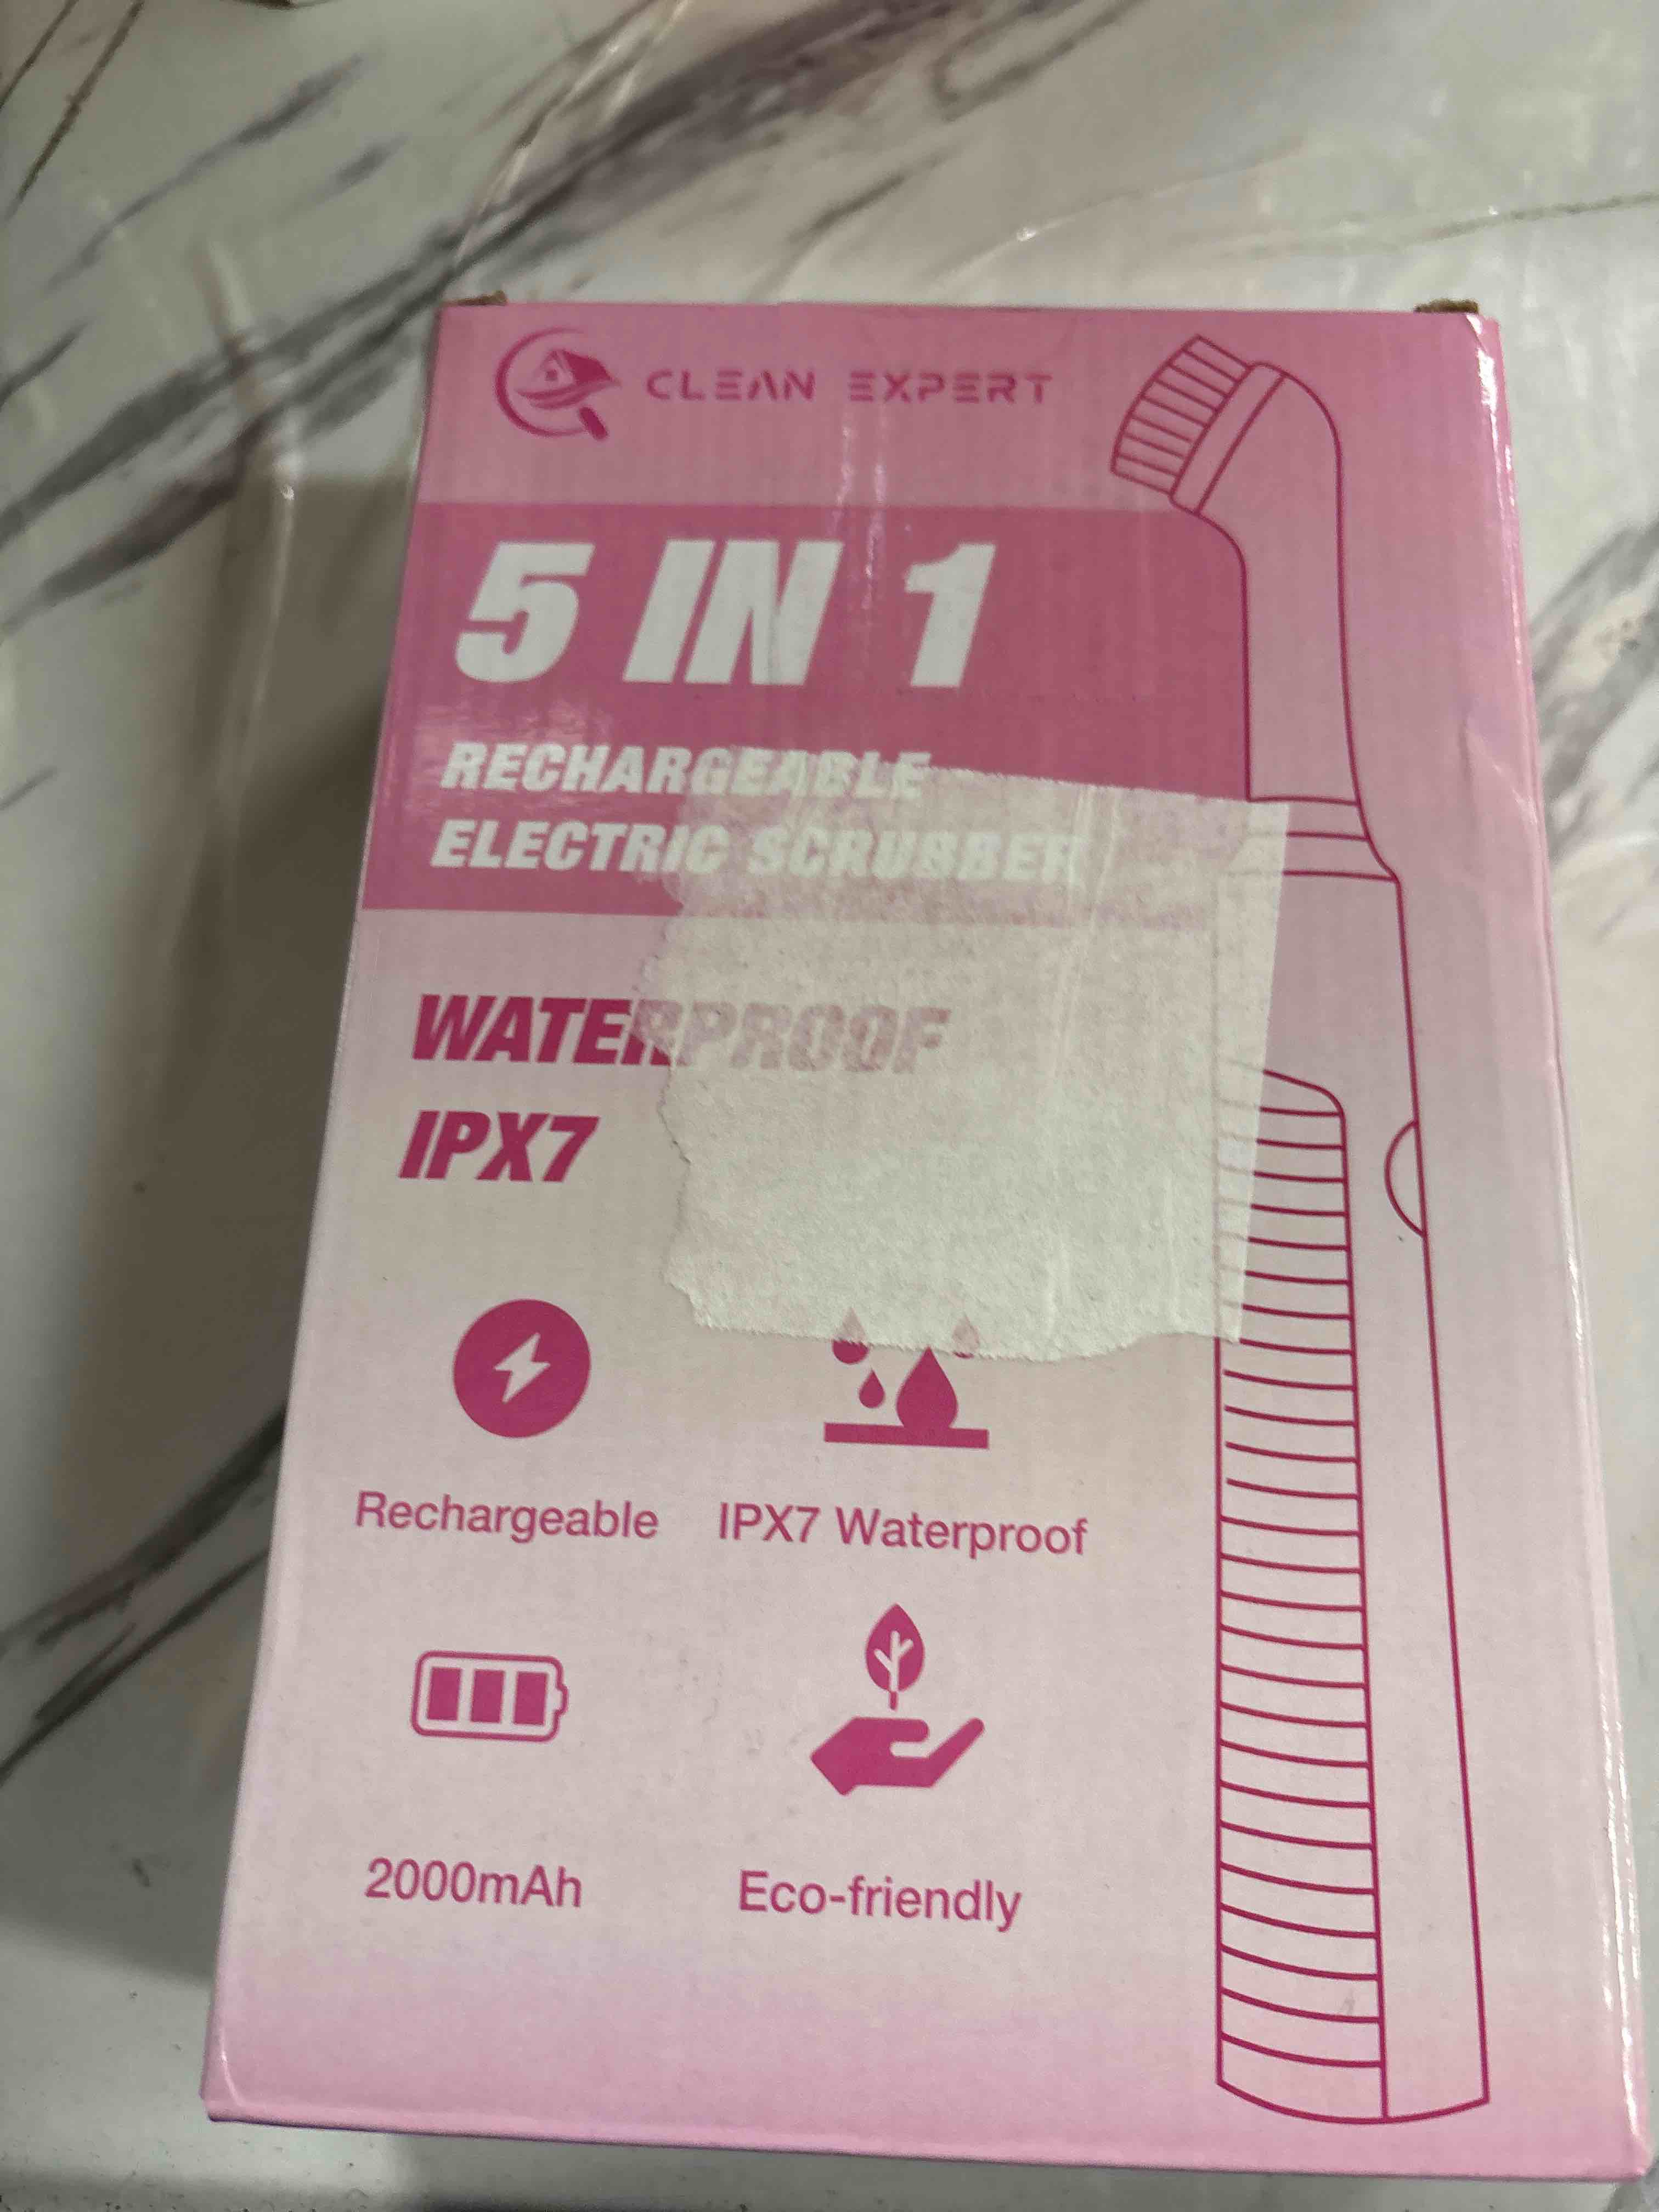 CLEAN EXPERT
5 IN 1
RECHARGEABLE
ELECTRIC SCRUBBER
WATERPROOF
IPX7
Rechargeable IPX7 Waterproof
2000mAh Eco-friendly